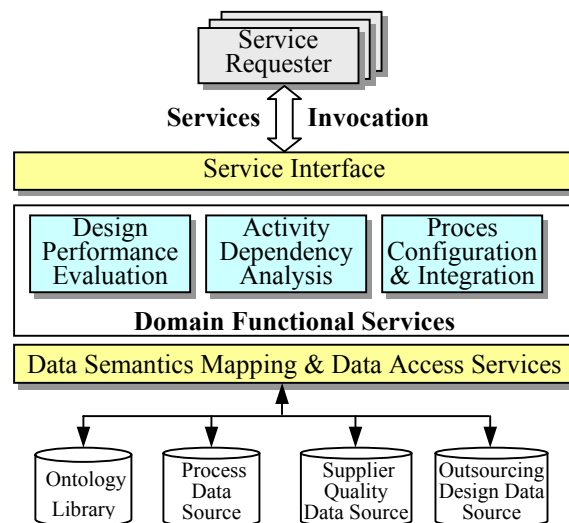 Service
Requester
Services Invocation
Service Interface
Design
Performance
Evaluation
Activity
Dependency
Analysis
Proces
Configuration
& Integration
Domain Functional Services
Data Semantics Mapping & Data Access Services
Ontology
Library
Process
Data
Source
Supplier
Quality
Data Source
Outsourcing
Design Data
Source